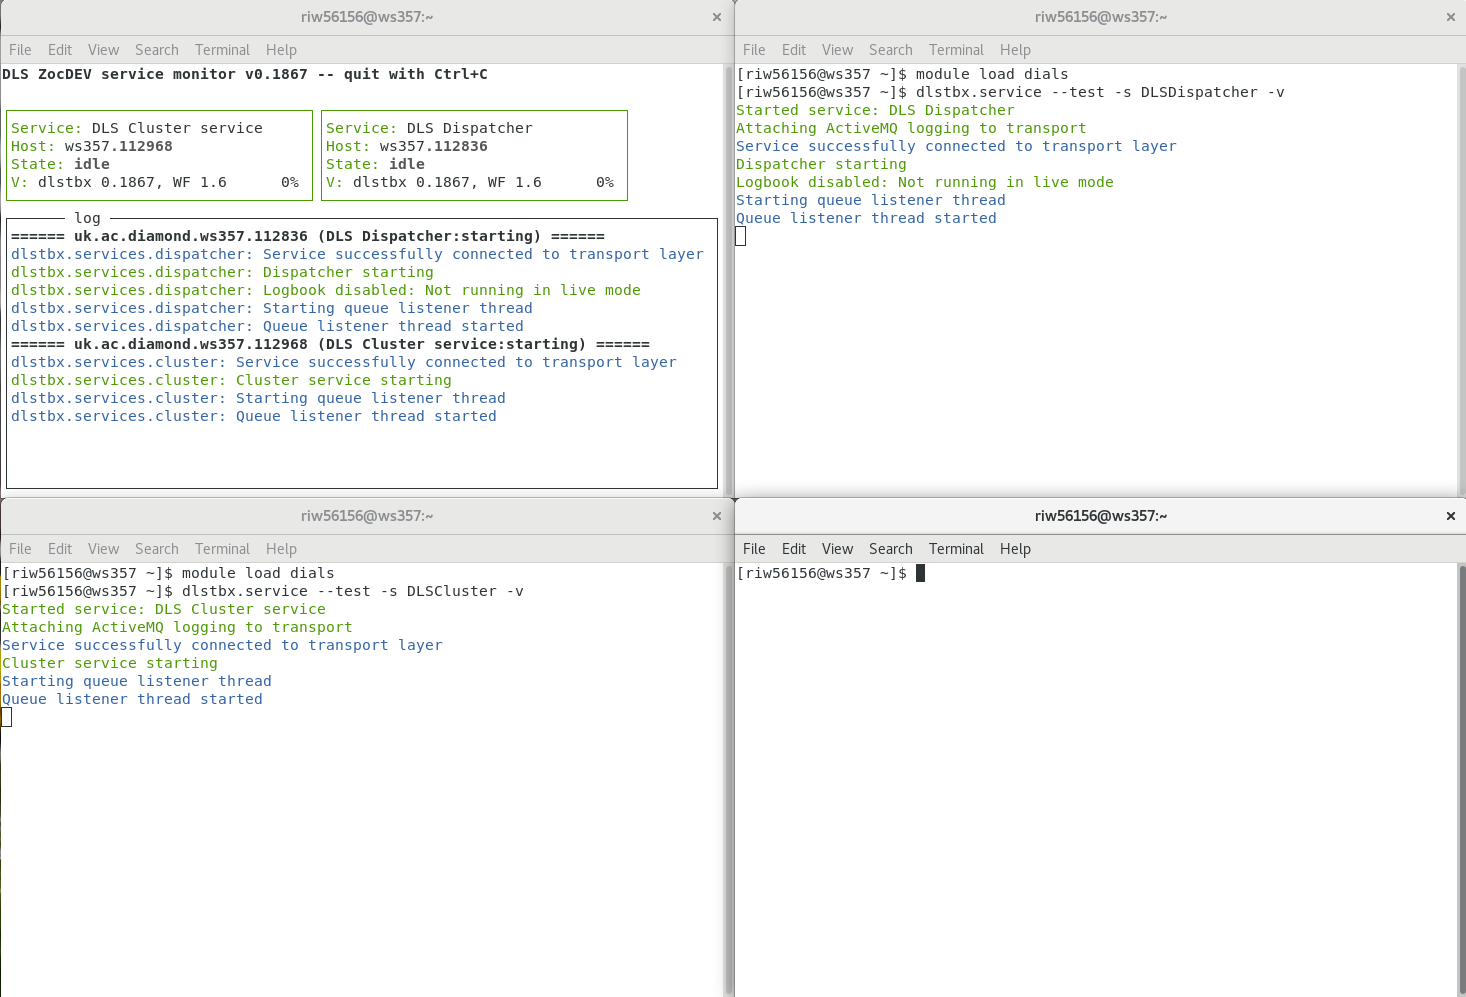 riw56156@ws357:~ ×
File Edit View Search Terminal Help
DLS ZocDEV service monitor v0.1867 -- quit with Ctrl+C
Service: DLS Cluster service
Host: ws357.112968
State: idle
V: dlstbx 0.1867, WF 1.6 0%
Service: DLS Dispatcher
Host: ws357.112836
State: idle
V: dlstbx 0.1867, WF 1.6 0%
log
====== uk.ac.diamond.ws357.112836 (DLS Dispatcher:starting) ======
dlstbx.services.dispatcher: Service successfully connected to transport layer
dlstbx.services.dispatcher: Dispatcher starting
dlstbx.services.dispatcher: Logbook disabled: Not running in live mode
dlstbx.services.dispatcher: Starting queue listener thread
dlstbx.services.dispatcher: Queue listener thread started
====== uk.ac.diamond.ws357.112968 (DLS Cluster service:starting) ======
dlstbx.services.cluster: Service successfully connected to transport layer
dlstbx.services.cluster: Cluster service starting
dlstbx.services.cluster: Starting queue listener thread
dlstbx.services.cluster: Queue listener thread started
riw56156@ws357:~ ×
File Edit View Search Terminal Help
[riw56156@ws357 ~]$ module load dials
[riw56156@ws357 ~]$ dlstbx.service --test -s DLSDispatcher -v
Started service: DLS Dispatcher
Attaching ActiveMQ logging to transport
Service successfully connected to transport layer
Dispatcher starting
Logbook disabled: Not running in live mode
Starting queue listener thread
Queue listener thread started
riw56156@ws357:~ ×
File Edit View Search Terminal Help
[riw56156@ws357 ~]$ module load dials
[riw56156@ws357 ~]$ dlstbx.service --test -s DLSCluster -v
Started service: DLS Cluster service
Attaching ActiveMQ logging to transport
Service successfully connected to transport layer
Cluster service starting
Starting queue listener thread
Queue listener thread started
riw56156@ws357:~ ×
File Edit View Search Terminal Help
[riw56156@ws357 ~]$